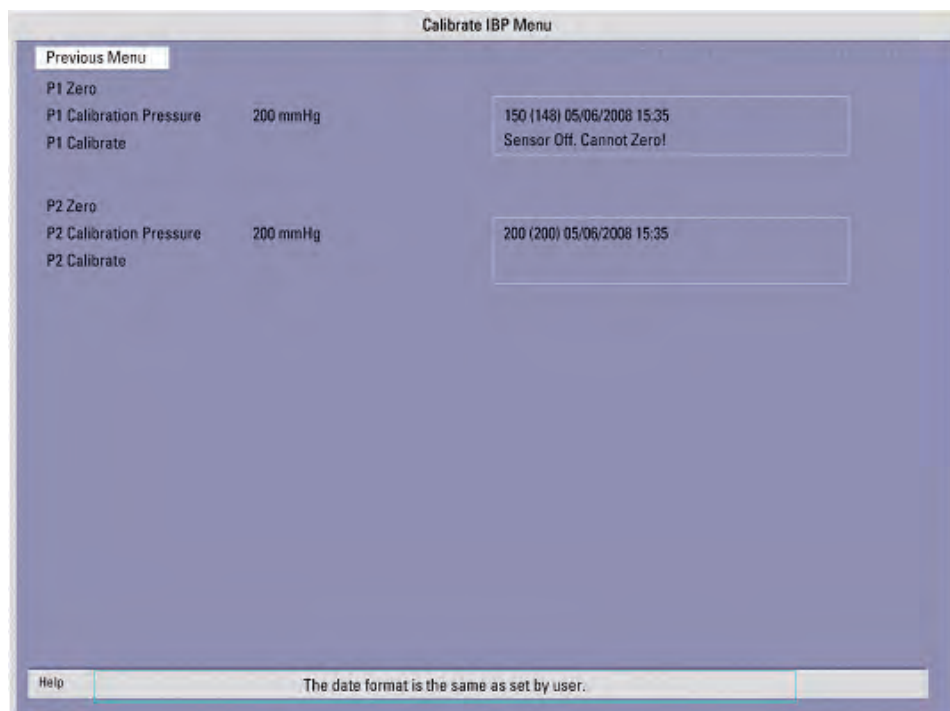 Calibrate IBP Menu
Previous Menu
P1 Zero
P1 Calibration Pressure 200 mmHg 150 (148) 05/06/2008 15:35
P1 Calibrate Sensor Off, Cannot Zero!
P2 Zero
P2 Calibration Pressure 200 mmHg 200 (200) 05/06/2008 15:35
P2 Calibrate
Help The date format is the same as set by user.